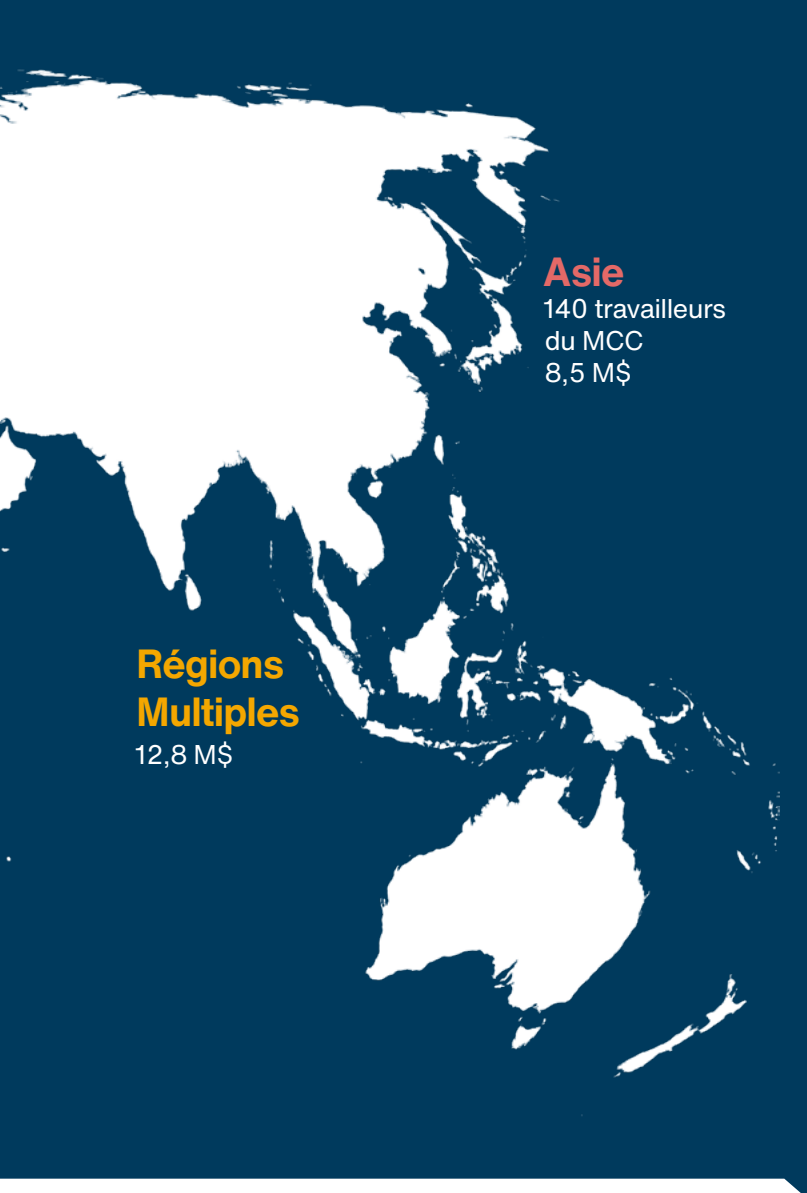 Asie
140 travailleurs
du MCC
8,5 M$
Régions
Multiples
12,8 M$